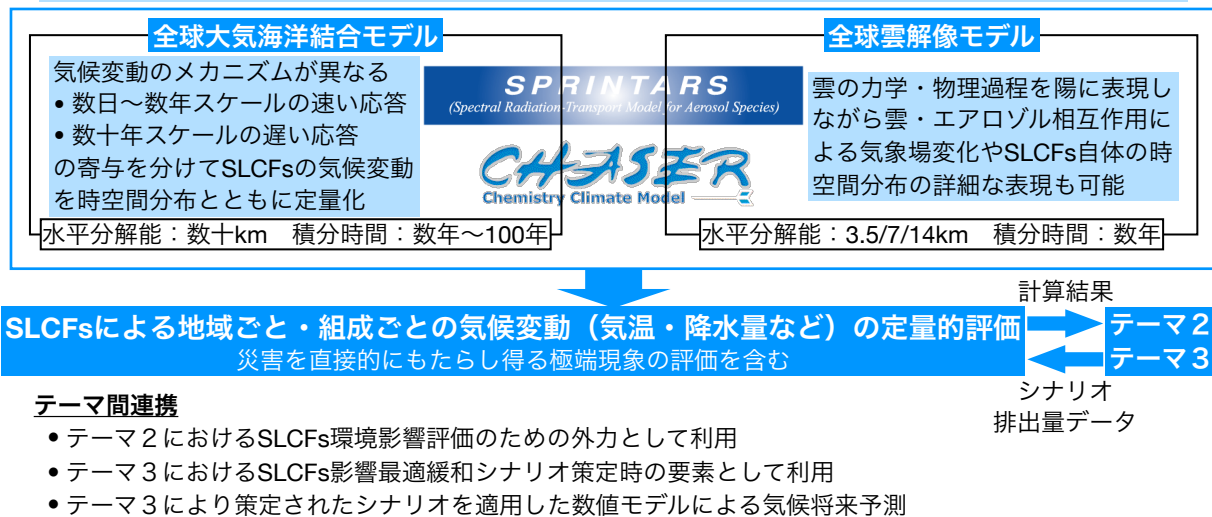 全球大気海洋結合モデル
気候変動のメカニズムが異なる
• 数日〜数年スケールの速い応答
• 数十年スケールの遅い応答
の寄与を分けてSLCFsの気候変動
を時空間分布とともに定量化
水平分解能：数十km　積分時間：数年〜100年
SPRINTARS
(Spectral Radiation-Transport Model for Aerosol Species)
CHASER
Chemistry Climate Model
全球雲解像モデル
雲の力学・物理過程を陽に表現し
ながら雲・エアロゾル相互作用に
よる気象場変化やSLCFs自体の時
空間分布の詳細な表現も可能
水平分解能：3.5/7/14km　積分時間：数年
SLCFsによる地域ごと・組成ごとの気候変動（気温・降水量など）の定量的評価
災害を直接的にもたらし得る極端現象の評価を含む
計算結果
テーマ２
テーマ３
シナリオ
排出量データ
テーマ間連携
• テーマ２におけるSLCFs環境影響評価のための外力として利用
• テーマ３におけるSLCFs影響最適緩和シナリオ策定時の要素として利用
• テーマ３により策定されたシナリオを適用した数値モデルによる気候将来予測